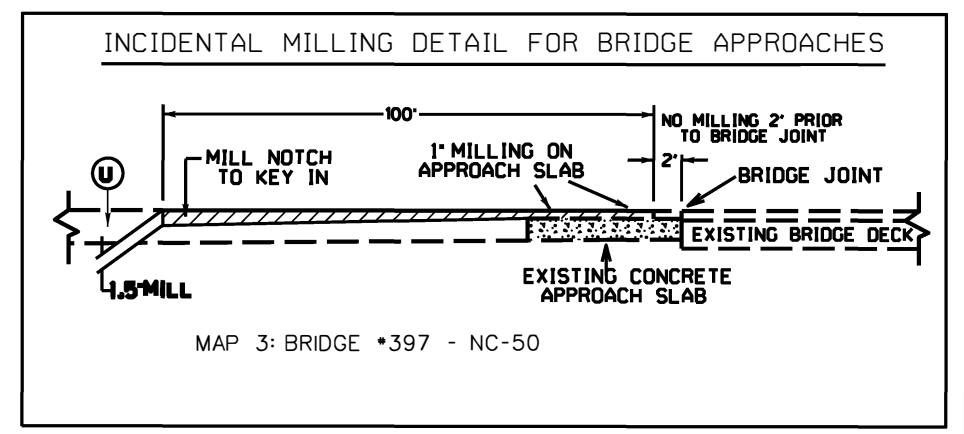 INCIDENTAL MILLING DETAIL FOR BRIDGE APPROACHES
100'
NO MILLING 2' PRIOR
TO BRIDGE JOINT
U
MILL NOTCH
TO KEY IN
1" MILLING ON
APPROACH SLAB
2'
BRIDGE JOINT
EXISTING BRIDGE DECK
1.5" MILL
EXISTING CONCRETE
APPROACH SLAB
MAP 3: BRIDGE #397 - NC-50